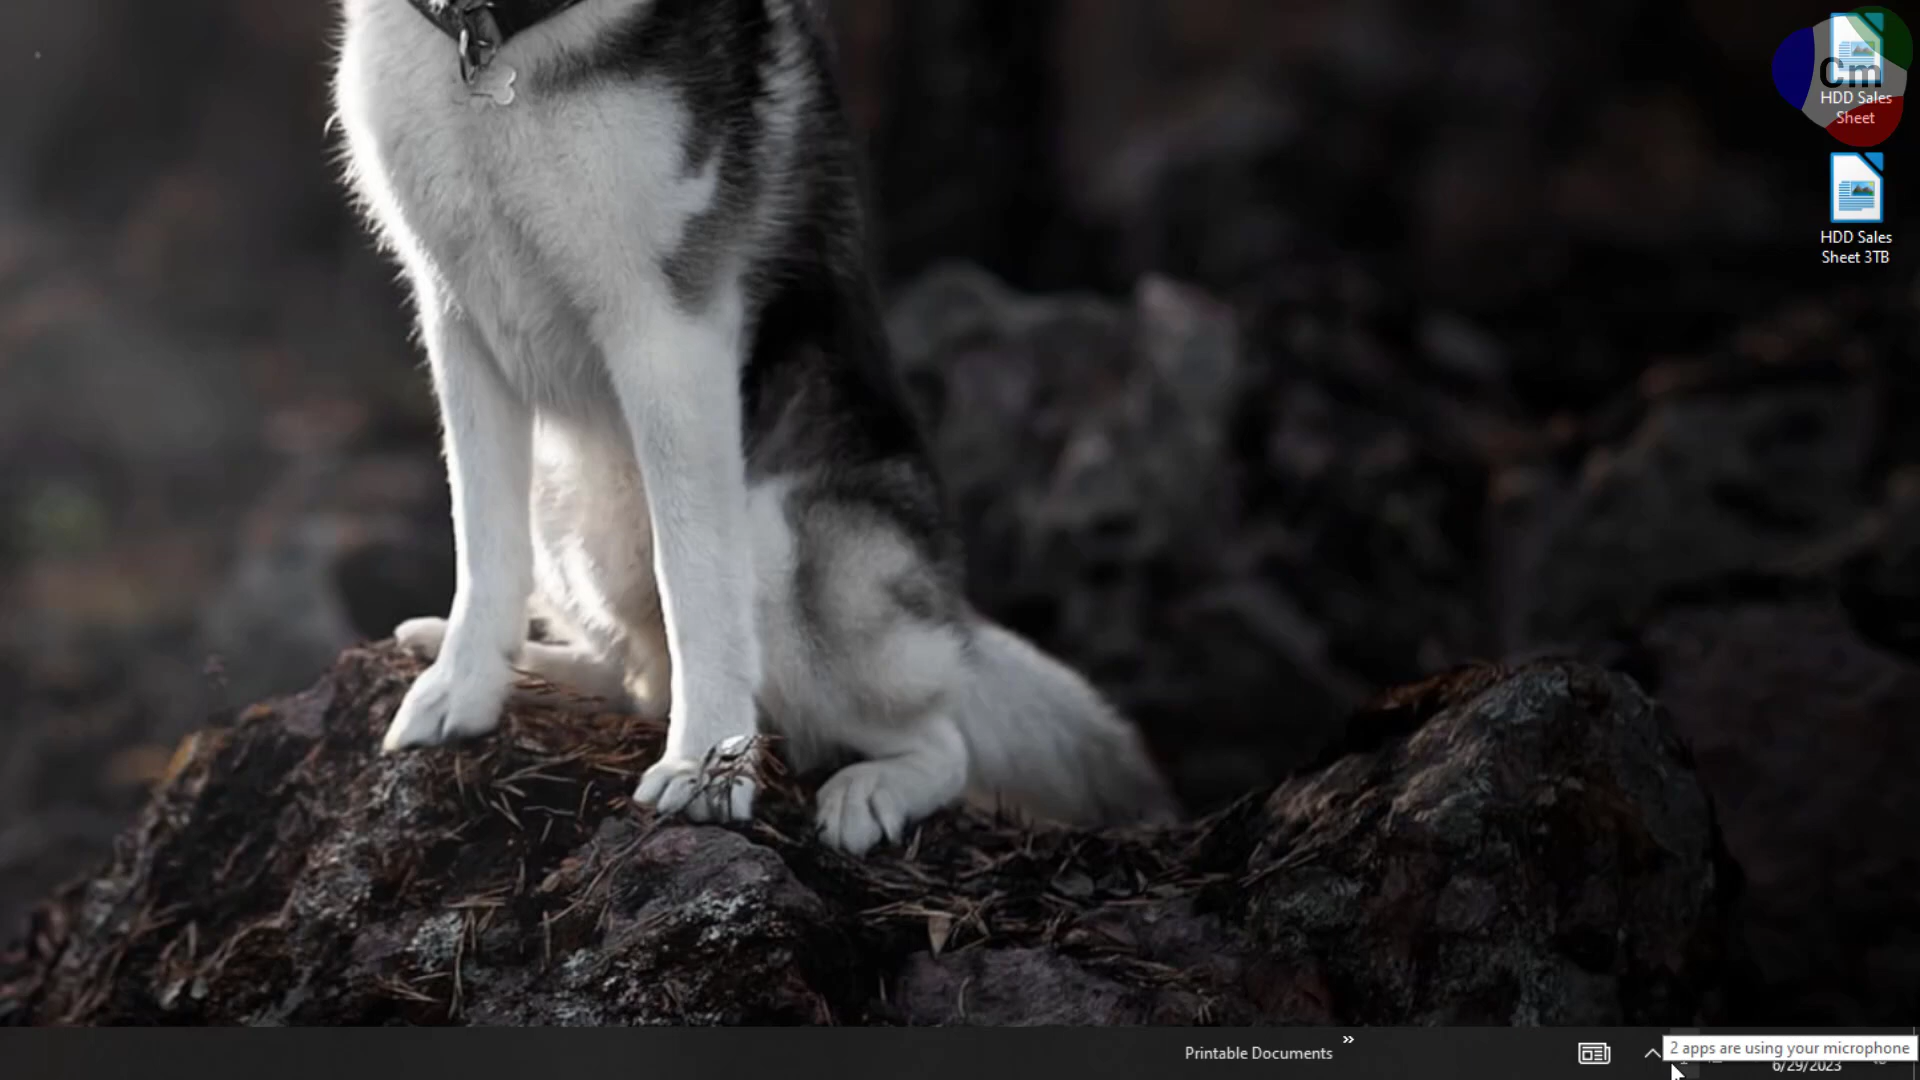 Cm
HDD Sales
Sheet
HDD Sales
Sheet 3TB
Printable Documents
2 apps are using your microphone
6/29/2023